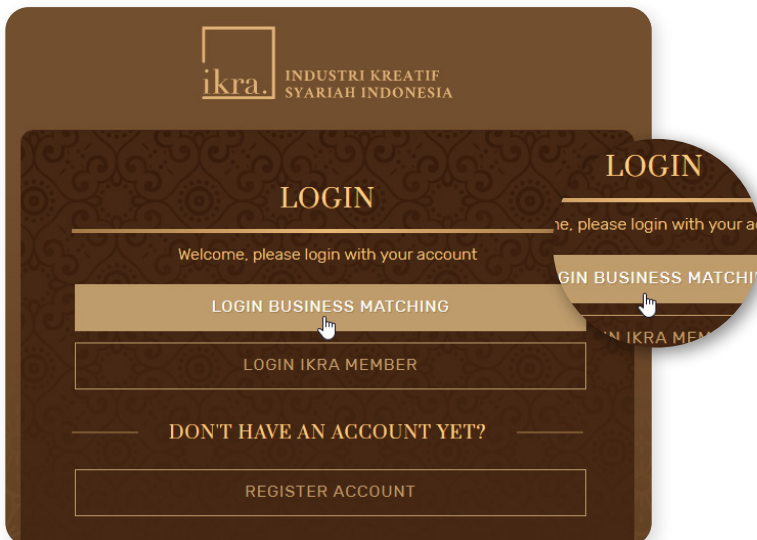 ikra.
INDUSTRI KREATIF
SYARIAH INDONESIA
LOGIN
Welcome, please login with your account
LOGIN BUSINESS MATCHING
LOGIN IKRA MEMBER
DON'T HAVE AN ACCOUNT YET?
REGISTER ACCOUNT
LOGIN
please login with your
BUSINESS
IKRA